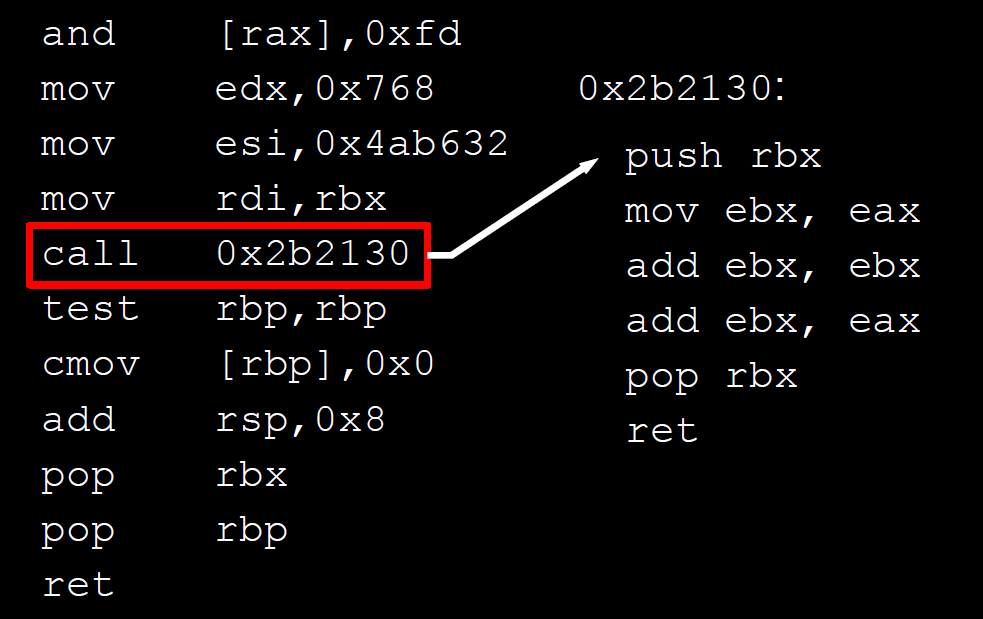 and [rax],0xfd
mov edx,0x768
mov esi,0x4ab632
mov rdi,rbx
call 0x2b2130
test rbp,rbp
cmov [rbp],0x0
add rsp,0x8
pop rbx
pop rbp
ret
0x2b2130:
push rbx
mov ebx, eax
add ebx, ebx
add ebx, eax
pop rbx
ret